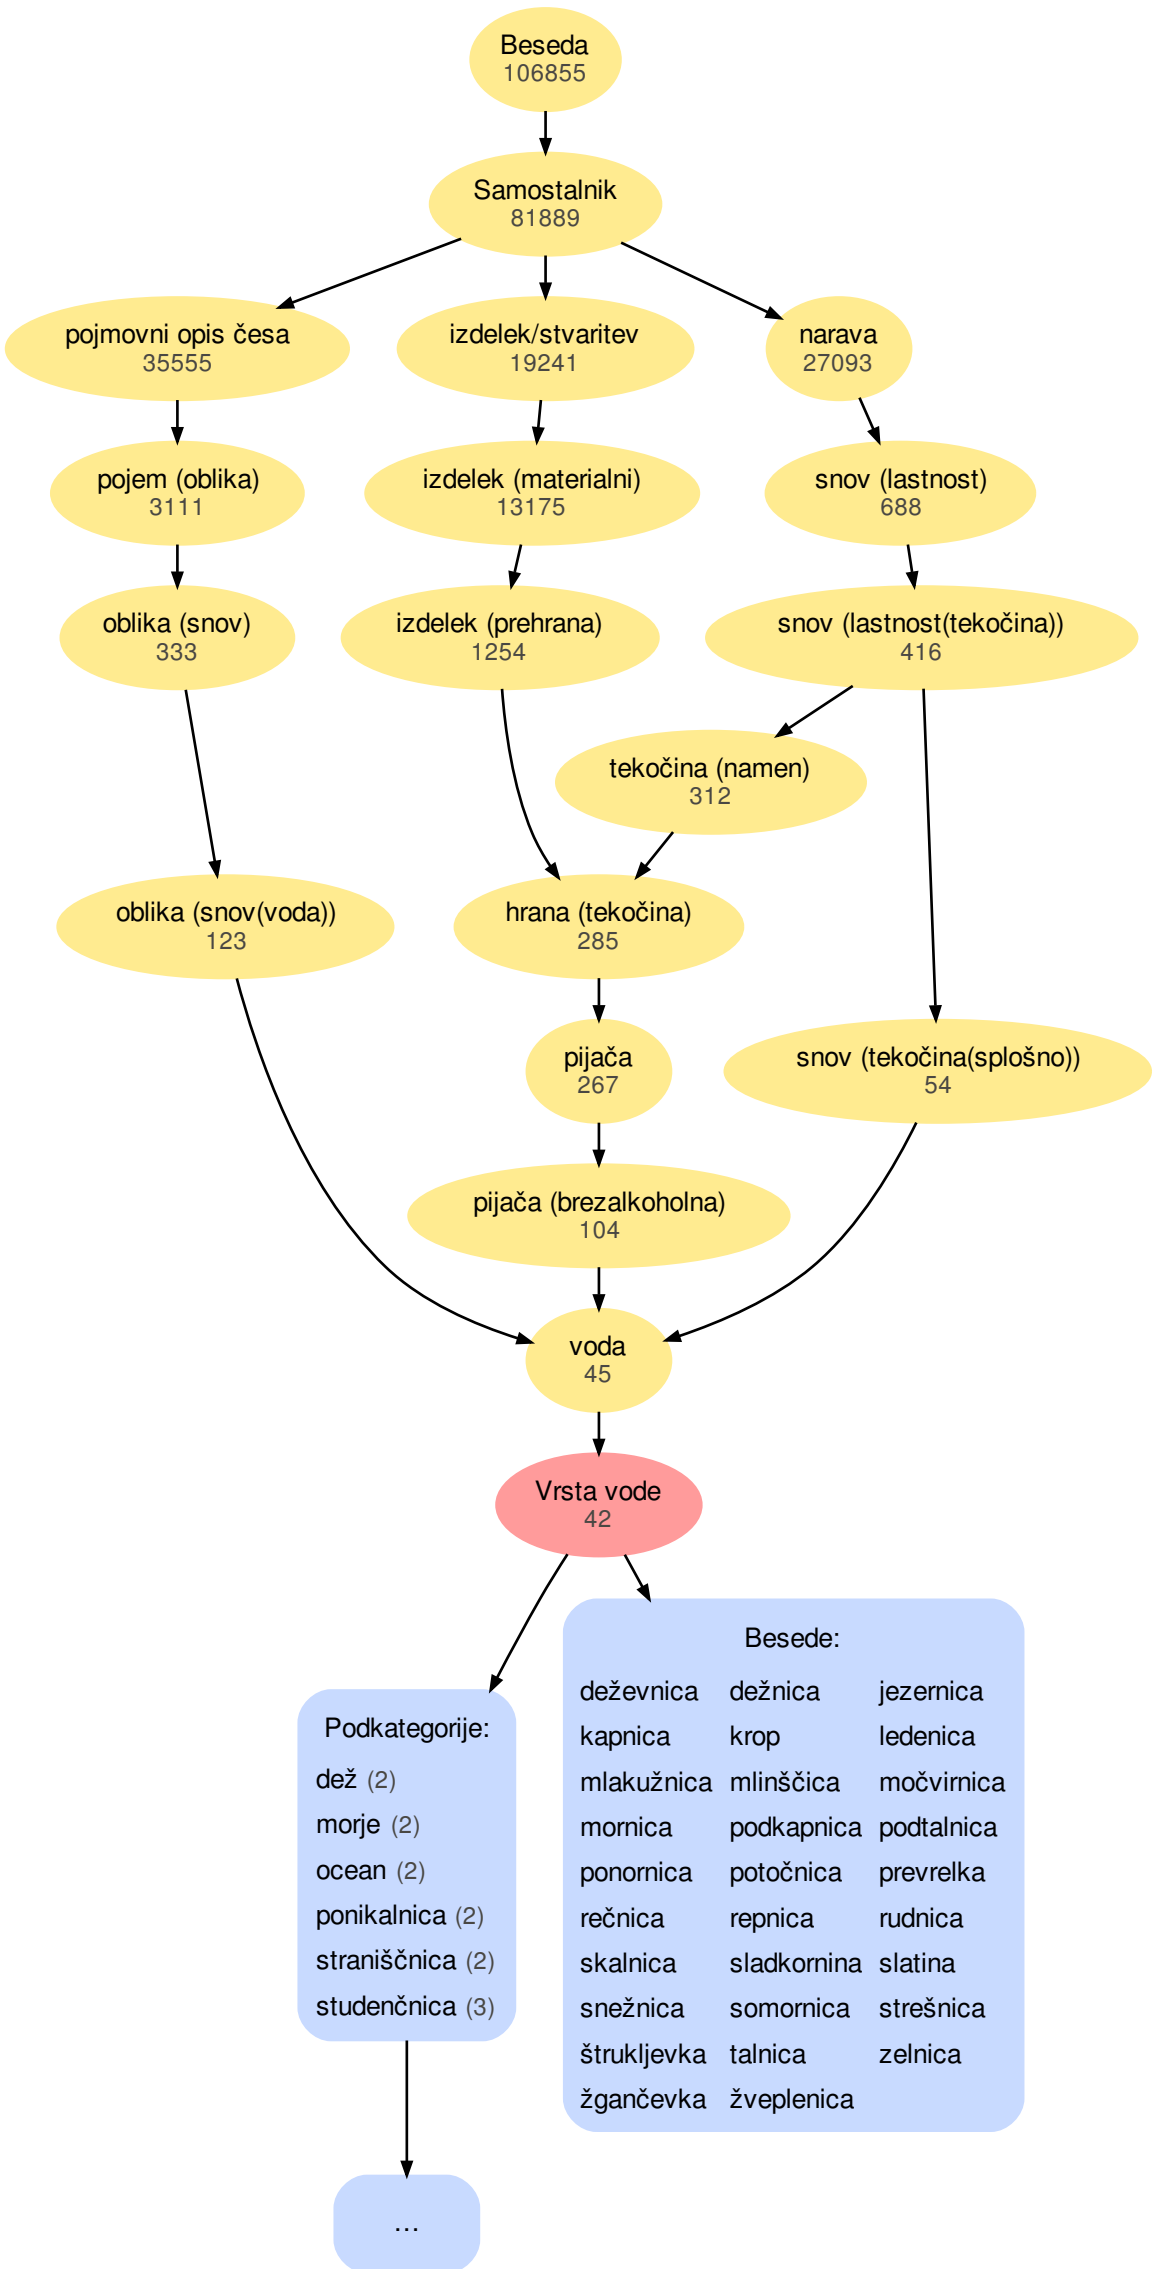 Beseda
106855
Samostalnik
81889
pojmovni opis česa
35555
izdelek/stvaritev
19241
narava
27093
pojem (oblika)
3111
izdelek (materialni)
13175
snov (lastnost)
688
oblika (snov)
333
izdelek (prehrana)
1254
snov (lastnost(tekočina))
416
tekočina (namen)
312
oblika (snov(voda))
123
hrana (tekočina)
285
pijača
267
snov (tekočina(splošno))
54
pijača (brezalkoholna)
104
voda
45
Vrsta vode
42
Podkategorije:
dež (2)
morje (2)
ocean (2)
ponikalnica (2)
straniščnica (2)
studenčnica (3)
...
Besede:
deževnica dežnica jezernica
kapnica krop ledenica
mlakužnica mlinščica močvirnica
mornica podkapnica podtalnica
ponornica potočnica prevrelka
rečnica repnica rudnica
skalnica sladkornina slatina
snežnica somornica strešnica
štrukljevka talnica zelnica
žgančevka žveplenica